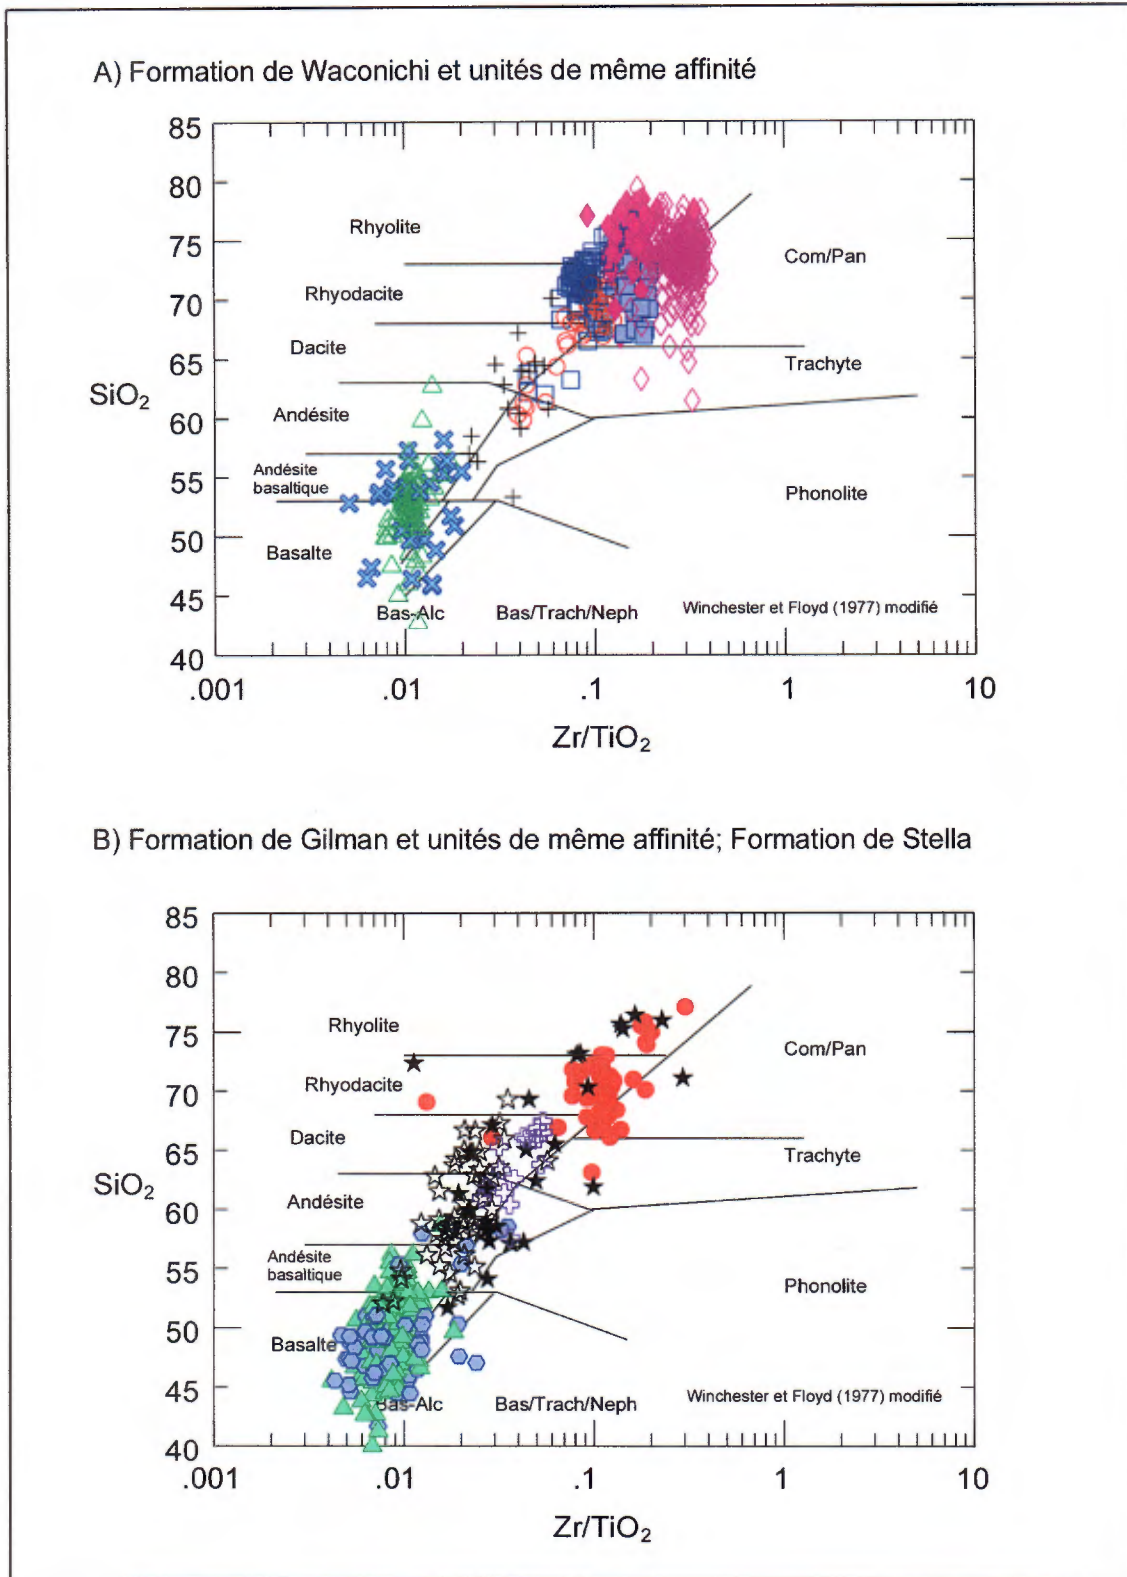 A) Formation de Waconichi et unités de même affinité
85
80
75
70
65
60
55
50
45
40
SiO₂
Rhyolite
Rhyodacite
Dacite
Andésite
Andésite
basaltique
Basalte
Com/Pan
Trachyte
Phonolite
Bas-Alc
Bas/Trach/Neph
Winchester et Floyd (1977) modifié
.001
.01
.1
1
10
Zr/TiO₂
B) Formation de Gilman et unités de même affinité; Formation de Stella
85
80
75
70
65
60
55
50
45
40
SiO₂
Rhyolite
Rhyodacite
Dacite
Andésite
Andésite
basaltique
Basalte
Com/Pan
Trachyte
Phonolite
Bas-Alc
Bas/Trach/Neph
Winchester et Floyd (1977) modifié
.001
.01
.1
1
10
Zr/TiO₂